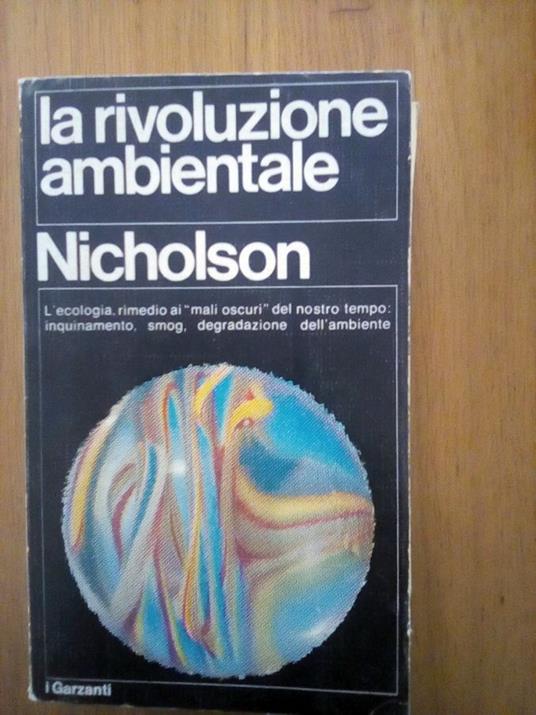 la rivoluzione
ambientale
Nicholson
L'ecologia, rimedio ai "mali oscuri" del nostro tempo:
inquinamento, smog, degradazione dell'ambiente
i Garzanti